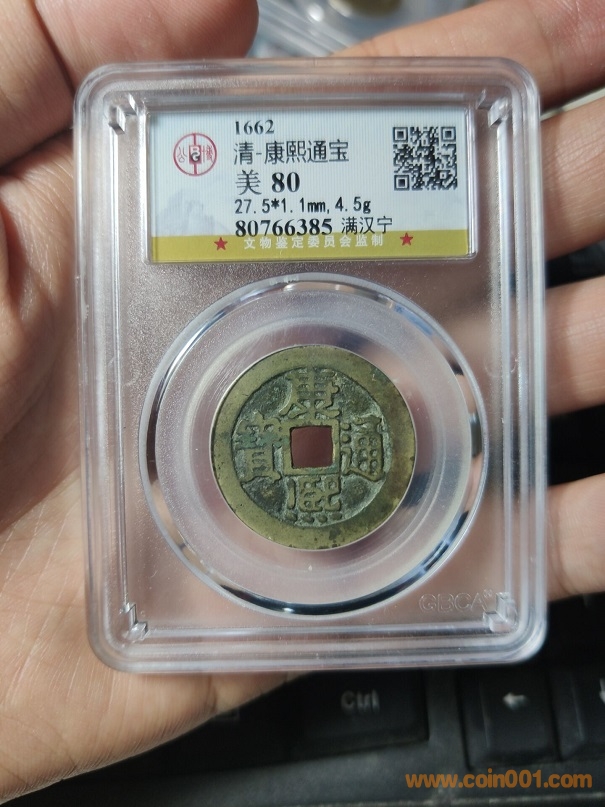 1662
清-康熙通宝
美 80
27.5*1.1mm,4.5g
80766385 满汉宁
★ 文物鉴定委员会监制 ★
康熙通寶
GBCA
Ctrl
www.coin001.com